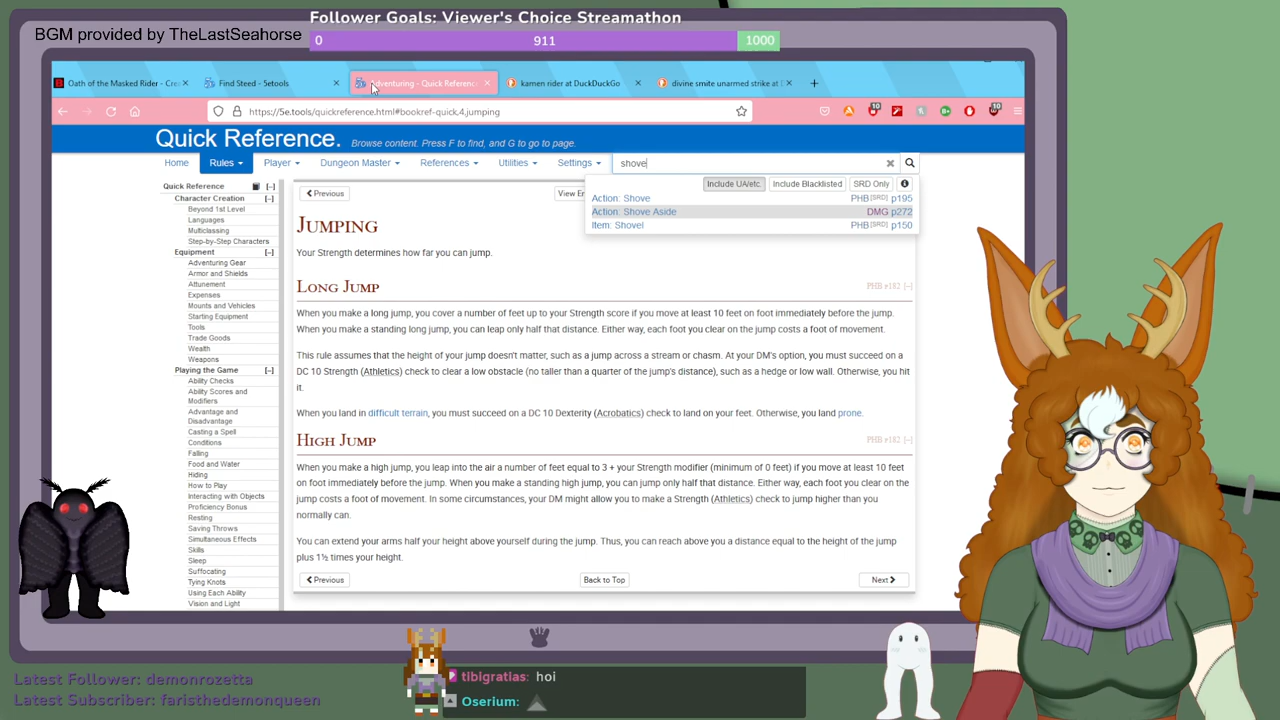 Follower Goals: Viewer's Choice Streamathon
BGM provided by TheLastSeahorse
0 911 1000
Oath of the Masked Rider - Cre
Find Steed - 5etools
Adventuring - Quick Referenc
kamen rider at DuckDuckGo
divine smite unarmed strike at D
https://5e.tools/quickreference.html#bookref-quick,4,jumping
10
10
Quick Reference. Browse content. Press F to find, and G to go to page.
Home Rules Player Dungeon Master References Utilities Settings shove
Include UA/etc. Include Blacklisted SRD Only
Action: Shove PHB[SRD] p195
Action: Shove Aside DMG p272
Item: Shovel PHB[SRD] p150
Quick Reference [–]
Character Creation [–]
Beyond 1st Level
Languages
Multiclassing
Step-by-Step Characters
Equipment [–]
Adventuring Gear
Armor and Shields
Attunement
Expenses
Mounts and Vehicles
Starting Equipment
Tools
Trade Goods
Wealth
Weapons
Playing the Game [–]
Ability Checks
Ability Scores and
Modifiers
Advantage and
Disadvantage
Casting a Spell
Conditions
Falling
Food and Water
Hiding
How to Play
Interacting with Objects
Proficiency Bonus
Resting
Saving Throws
Simultaneous Effects
Skills
Sleep
Suffocating
Tying Knots
Using Each Ability
Vision and Light
Previous
View En
Jumping
Your Strength determines how far you can jump.
Long Jump PHB p182 [–]
When you make a long jump, you cover a number of feet up to your Strength score if you move at least 10 feet on foot immediately before the jump.
When you make a standing long jump, you can leap only half that distance. Either way, each foot you clear on the jump costs a foot of movement.
This rule assumes that the height of your jump doesn't matter, such as a jump across a stream or chasm. At your DM's option, you must succeed on a
DC 10 Strength (Athletics) check to clear a low obstacle (no taller than a quarter of the jump's distance), such as a hedge or low wall. Otherwise, you hit
it.
When you land in difficult terrain, you must succeed on a DC 10 Dexterity (Acrobatics) check to land on your feet. Otherwise, you land prone.
High Jump PHB p182 [–]
When you make a high jump, you leap into the air a number of feet equal to 3 + your Strength modifier (minimum of 0 feet) if you move at least 10 feet
on foot immediately before the jump. When you make a standing high jump, you can jump only half that distance. Either way, each foot you clear on the
jump costs a foot of movement. In some circumstances, your DM might allow you to make a Strength (Athletics) check to jump higher than you
normally can.
You can extend your arms half your height above yourself during the jump. Thus, you can reach above you a distance equal to the height of the jump
plus 1½ times your height.
Previous Back to Top Next
Latest Follower: demonrozetta
Latest Subscriber: faristhedemonqueen
tibigratias: hoi
Oserium: